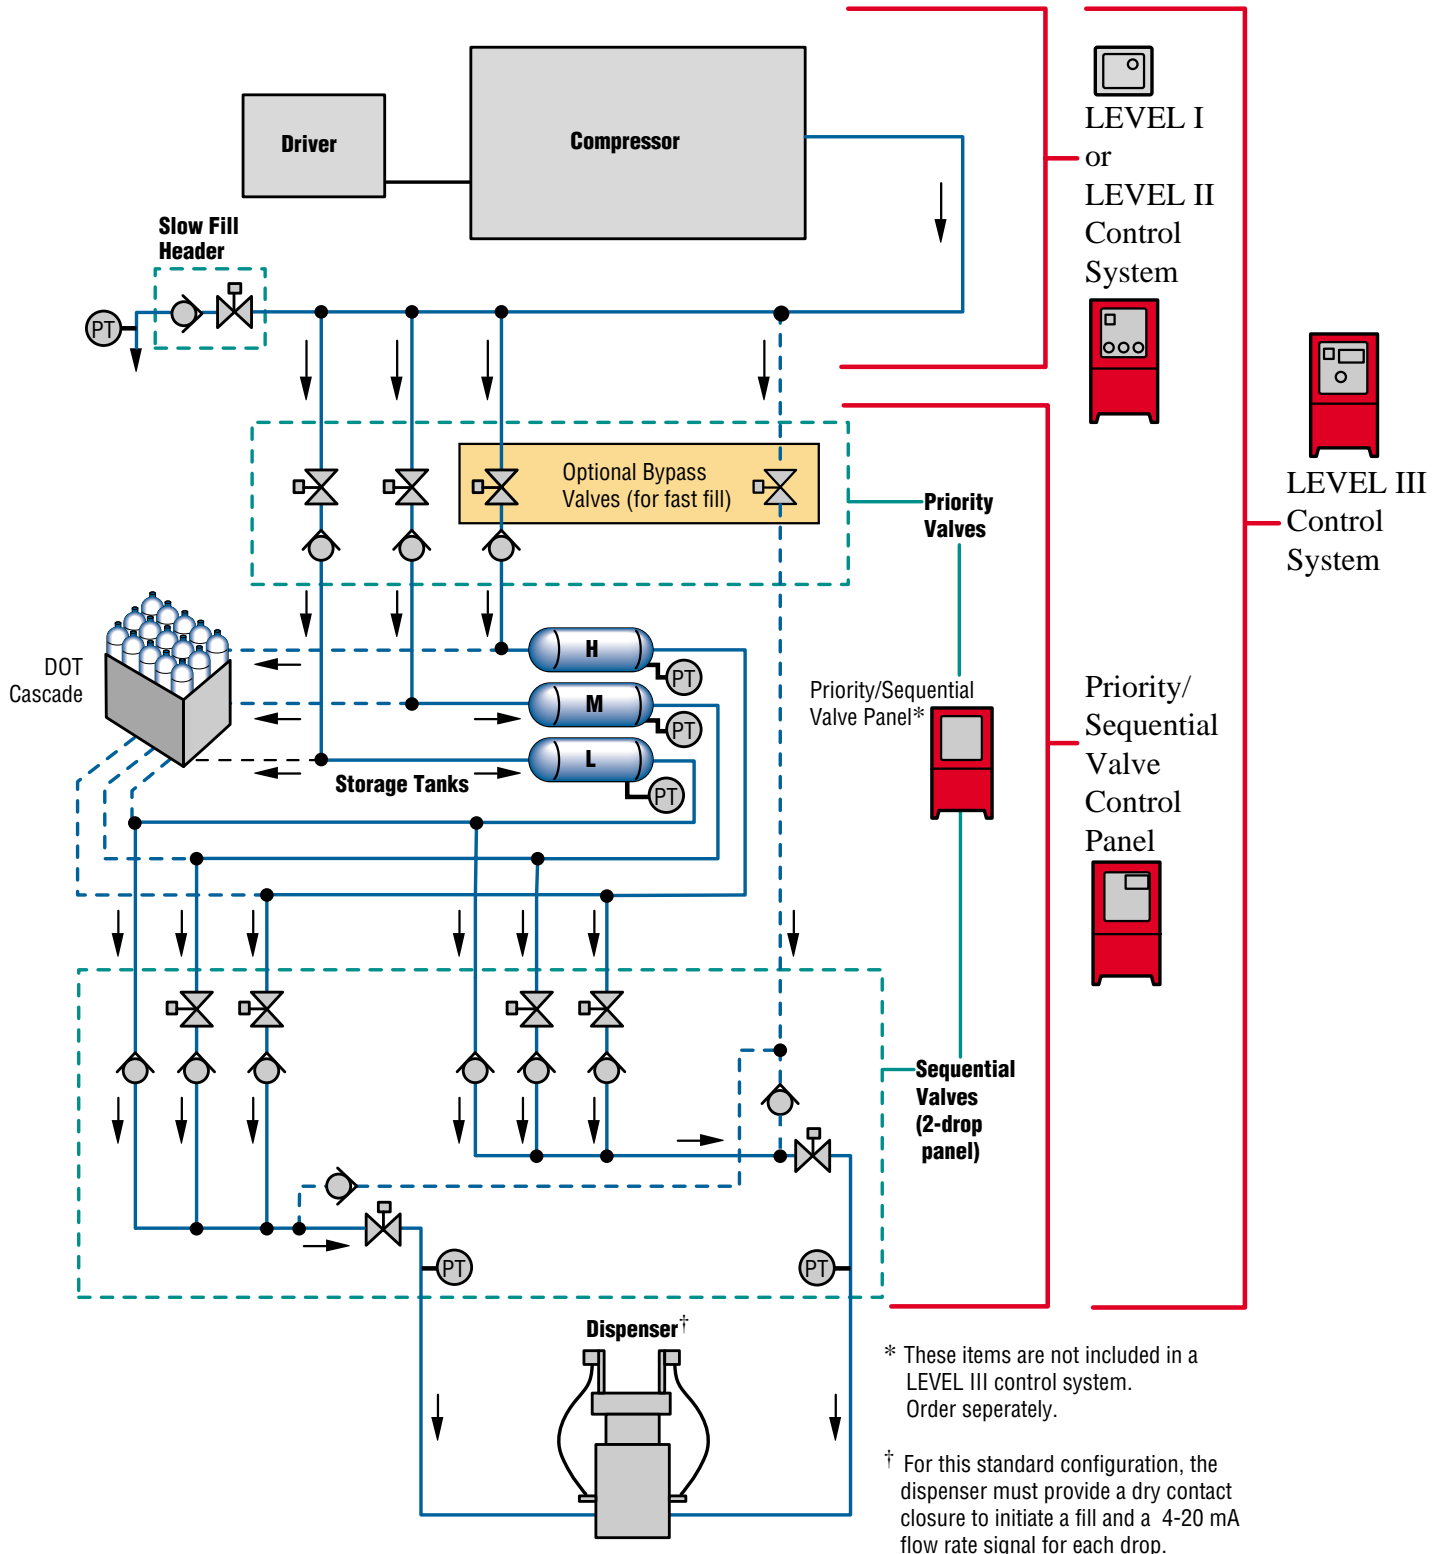 Driver
Compressor
LEVEL I
or
LEVEL II
Control
System
Slow Fill
Header
PT
Optional Bypass
Valves (for fast fill)
Priority
Valves
LEVEL III
Control
System
DOT
Cascade
H
PT
M
PT
L
PT
Storage Tanks
Priority/Sequential
Valve Panel*
Priority/
Sequential
Valve
Control
Panel
Sequential
Valves
(2-drop
panel)
PT
PT
Dispenser†
* These items are not included in a
LEVEL III control system.
Order seperately.
† For this standard configuration, the
dispenser must provide a dry contact
closure to initiate a fill and a 4-20 mA
flow rate signal for each drop.